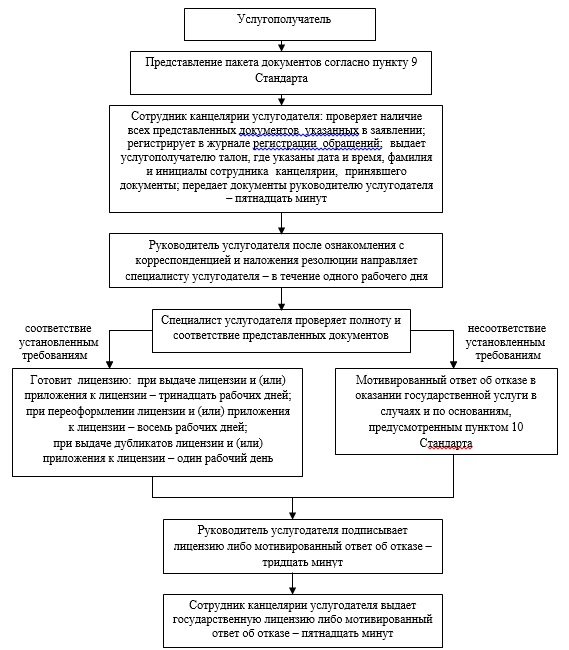 Услугополучатель
Представление пакета документов согласно пункту 9
Стандарта
Сотрудник канцелярии услугодателя: проверяет наличие
всех представленных документов указанных в заявлении;
регистрирует в журнале регистрации обращений; выдает
услугополучателю талон, где указаны дата и время, фамилия
и инициалы сотрудника канцелярии, принявшего
документы; передает документы руководителю услугодателя
– пятнадцать минут
Руководитель услугодателя после ознакомления с
корреспонденцией и наложения резолюции направляет
специалисту услугодателя – в течение одного рабочего дня
Специалист услугодателя проверяет полноту и
соответствие представленных документов
соответствие
установленным
требованиям
несоответствие
установленным
требованиям
Готовит лицензию: при выдаче лицензии и (или)
приложения к лицензии – тринадцать рабочих дней;
при переоформлении лицензии и (или) приложения
к лицензии – восемь рабочих дней;
при выдаче дубликатов лицензии и (или)
приложения к лицензии – один рабочий день
Мотивированный ответ об отказе в
оказании государственной услуги в
случаях и по основаниям,
предусмотренным пунктом 10
Стандарта
Руководитель услугодателя подписывает
лицензию либо мотивированный ответ об отказе –
тридцать минут
Сотрудник канцелярии услугодателя выдает
государственную лицензию либо мотивированный
ответ об отказе – пятнадцать минут